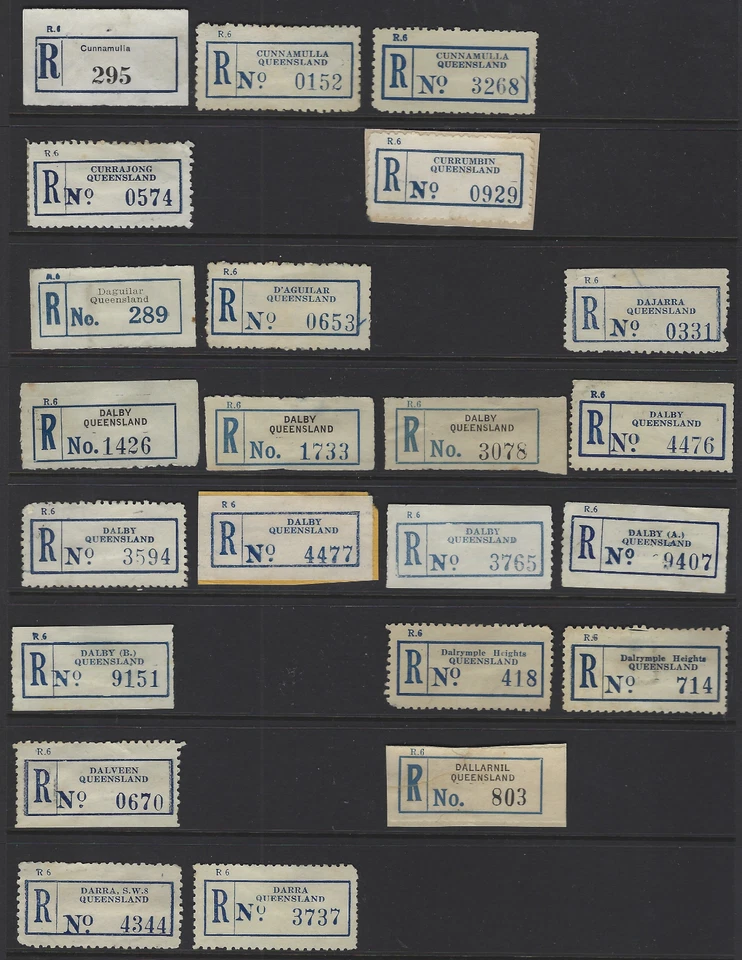 R.6
Cunnamulla
R 295
R.6
CUNNAMULLA
QUEENSLAND
R No 0152
R.6
CUNNAMULLA
QUEENSLAND
R No 3268
R 6
CURRAJONG
QUEENSLAND
R No 0574
R.6
CURRUMBIN
QUEENSLAND
R No 0929
R.6
Daguilar
Queensland
R No. 289
R.6
D'AGUILAR
QUEENSLAND
R No 0653
R 6
DAJARRA
QUEENSLAND
R No 0331
R.6
DALBY
QUEENSLAND
R No. 1426
R.6
DALBY
QUEENSLAND
R No. 1733
R.6
DALBY
QUEENSLAND
R No. 3078
R.6
DALBY
QUEENSLAND
R No 4476
R.6
DALBY
QUEENSLAND
R No 3594
R 6
DALBY
QUEENSLAND
R No 4477
R 6
DALBY
QUEENSLAND
R No 3765
R.6
DALBY (A.)
QUEENSLAND
R No 9407
R.6
DALBY (B.)
QUEENSLAND
R No 9151
R.6
Dalrymple Heights
QUEENSLAND
R No 418
R.6
Dalrymple Heights
QUEENSLAND
R No 714
R.6
DALVEEN
QUEENSLAND
R No 0670
R.6
DALLARNIL
QUEENSLAND
R No. 803
R 6
DARRA, S.W.8
QUEENSLAND
R No 4344
R 6
DARRA
QUEENSLAND
R No 3737